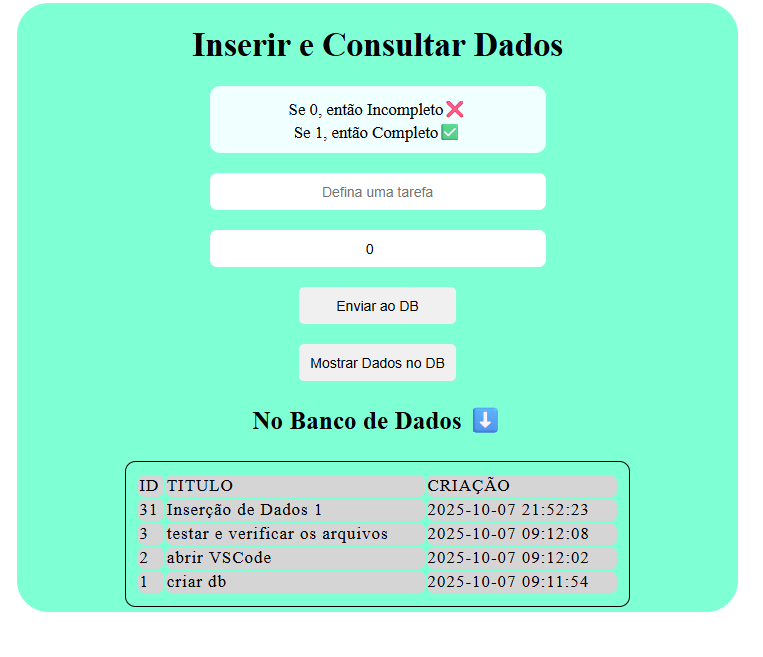 Inserir e Consultar Dados
Se 0, então Incompleto❌
Se 1, então Completo✅
Defina uma tarefa
0
Enviar ao DB
Mostrar Dados no DB
No Banco de Dados ⬇️
ID TITULO CRIAÇÃO
31 Inserção de Dados 1 2025-10-07 21:52:23
3 testar e verificar os arquivos 2025-10-07 09:12:08
2 abrir VSCode 2025-10-07 09:12:02
1 criar db 2025-10-07 09:11:54